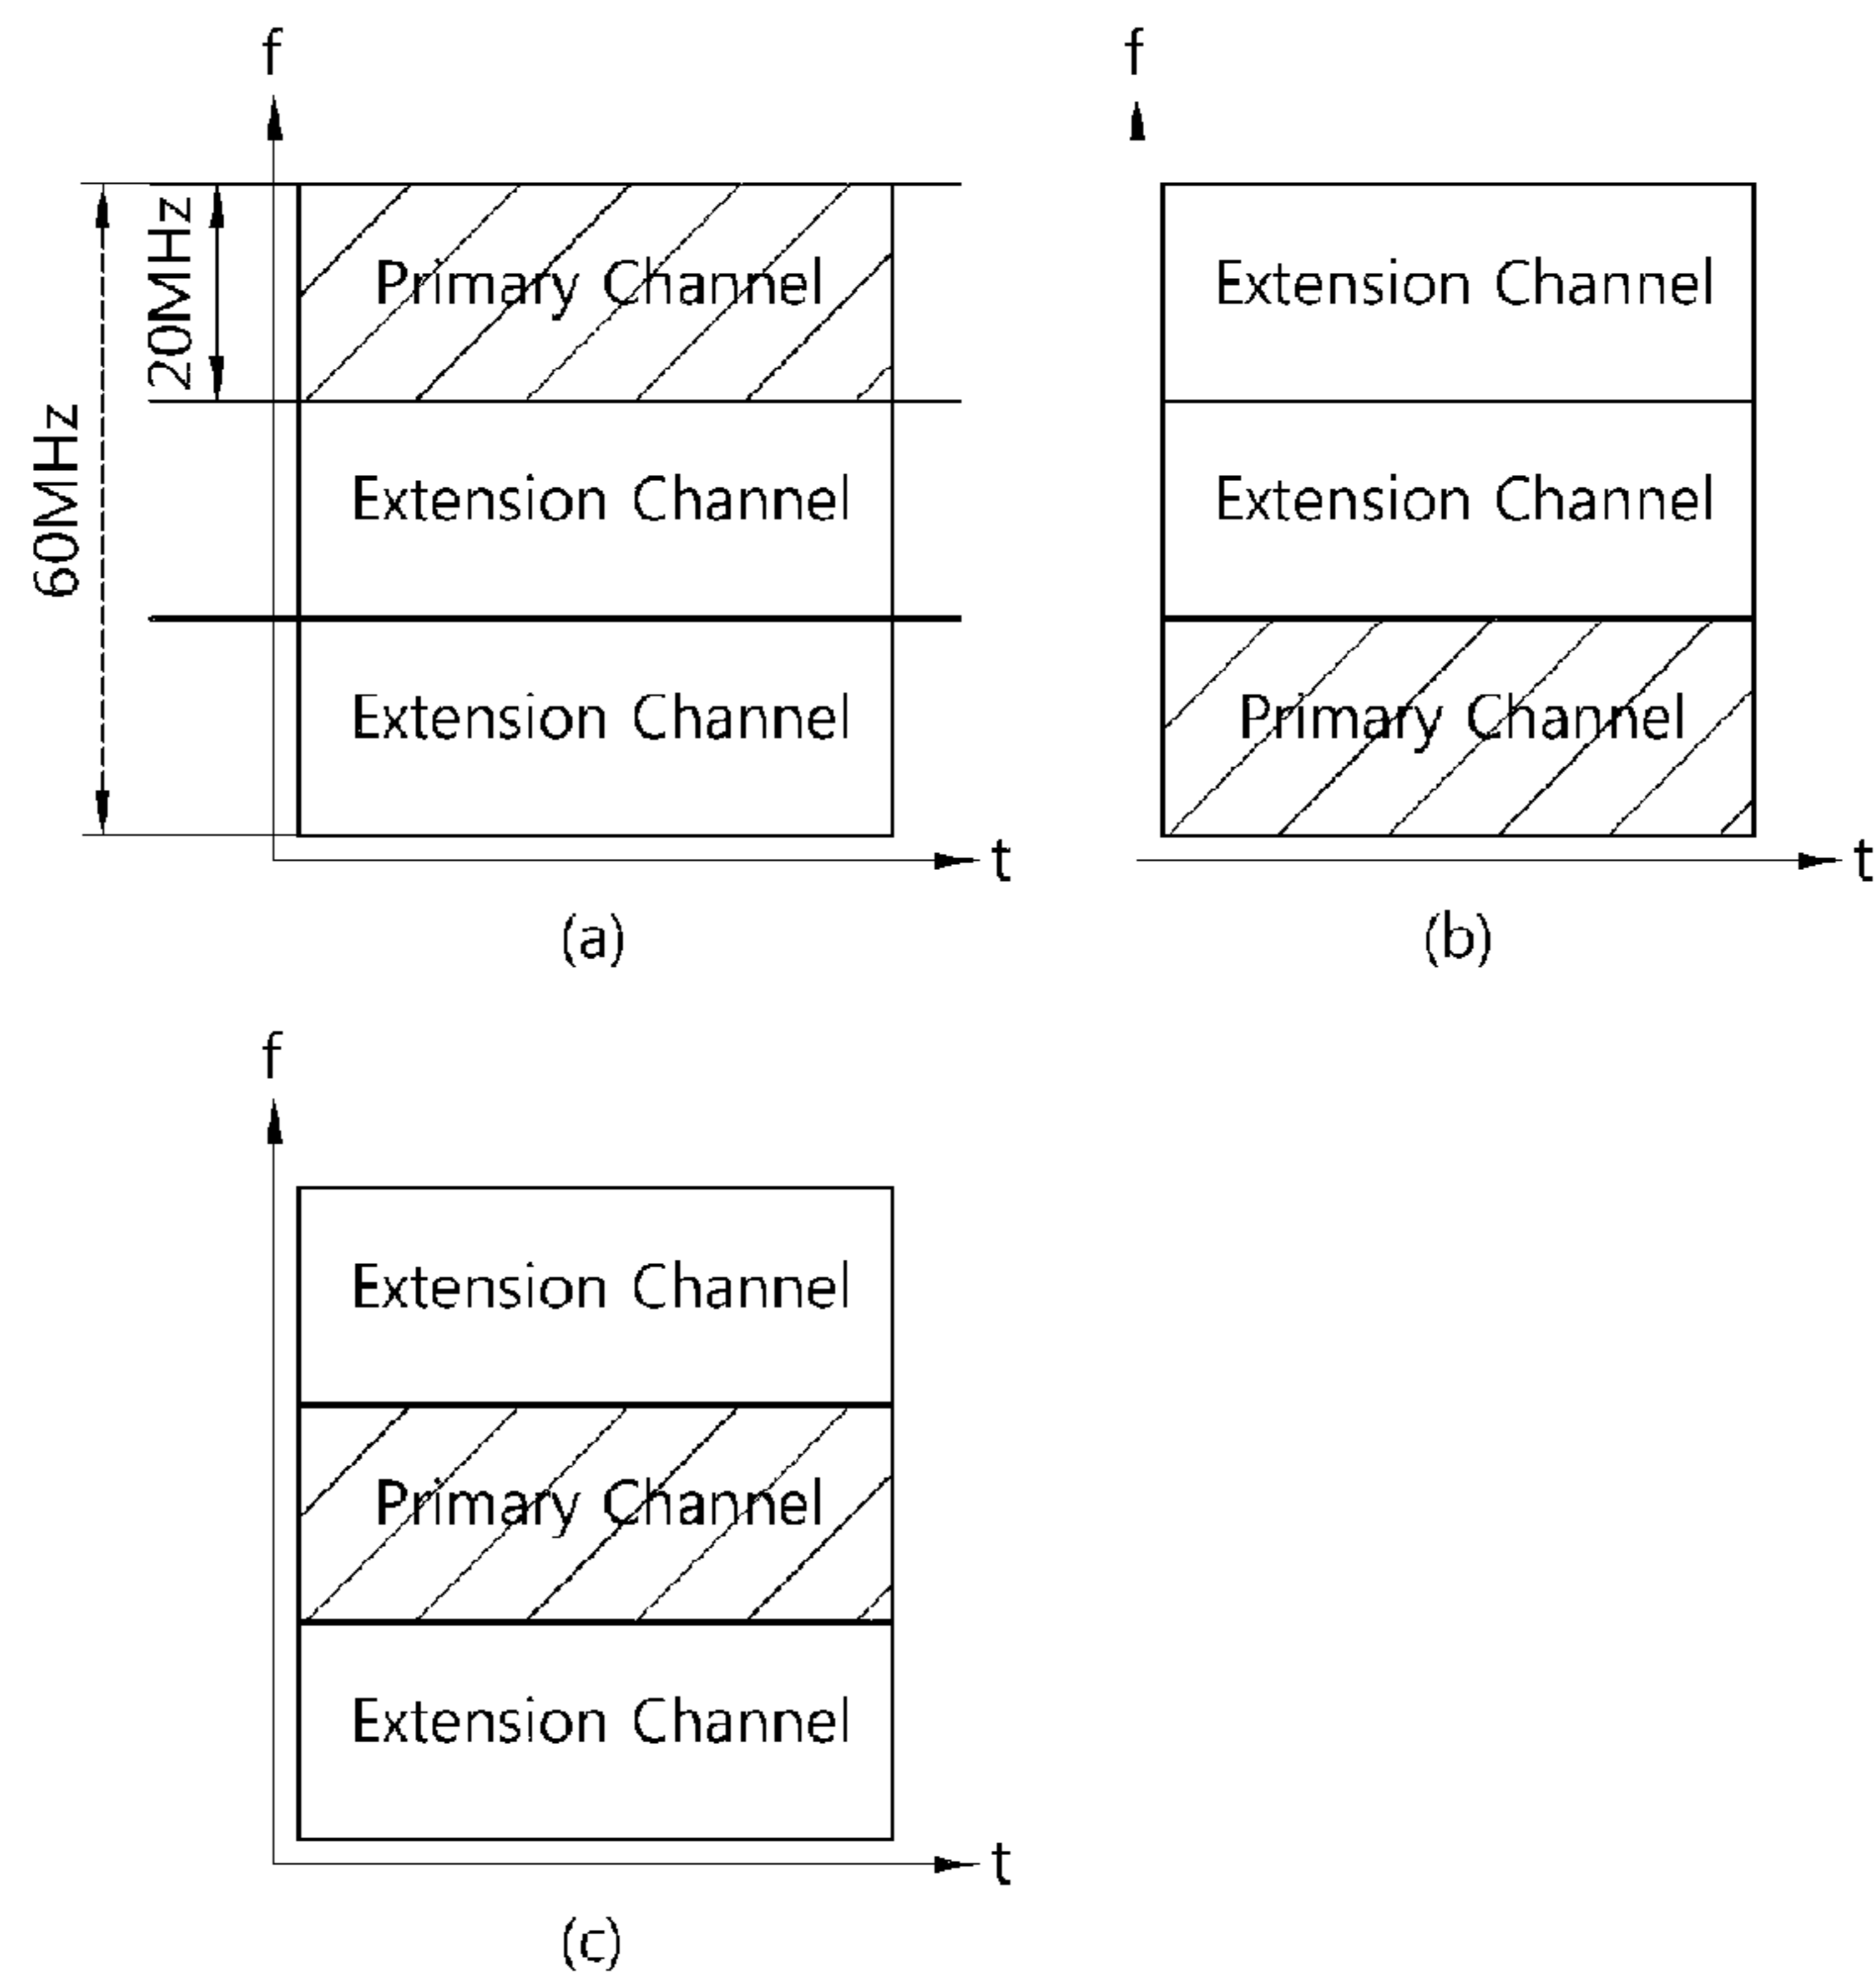 f
20MHz
60MHz
Primary Channel
Extension Channel
Extension Channel
t
(a)
f
Extension Channel
Extension Channel
Primary Channel
t
(b)
f
Extension Channel
Primary Channel
Extension Channel
t
(c)